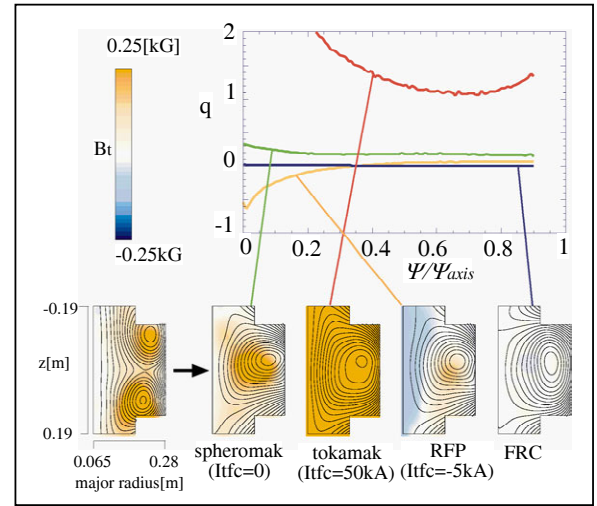 0.25[kG]
Bt
-0.25kG
2
q
1
0
-1
0 0.2 0.4 0.6 0.8 1
Ψ/Ψaxis
-0.19
z[m]
0.19
0.065 0.28
major radius[m]
spheromak
(Itfc=0)
tokamak
(Itfc=50kA)
RFP
(Itfc=-5kA)
FRC